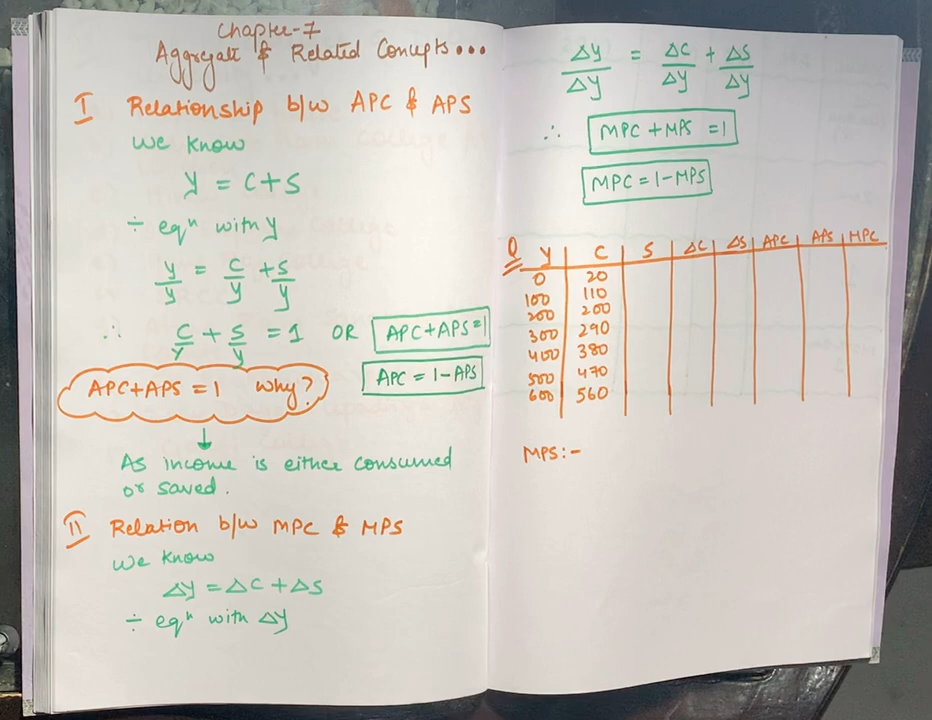 Chapter-7
Aggregate & Related Concepts...
I Relationship b/w APC & APS
we know
y = C+S
÷ eqⁿ with y
y/y = C/y + S/y
∴ C/y + S/y = 1 OR APC+APS=1
APC = 1-APS
APC+APS = 1 why?
↓
As income is either consumed
or saved.
II Relation b/w MPC & MPS
we know
Δy = ΔC + ΔS
÷ eqⁿ with Δy
Δy/Δy = ΔC/Δy + ΔS/Δy
∴ MPC + MPS = 1
MPC = 1-MPS
Q y C S ΔC ΔS APC APS MPC
0 20
100 110
200 200
300 290
400 380
500 470
600 560
MPS:-